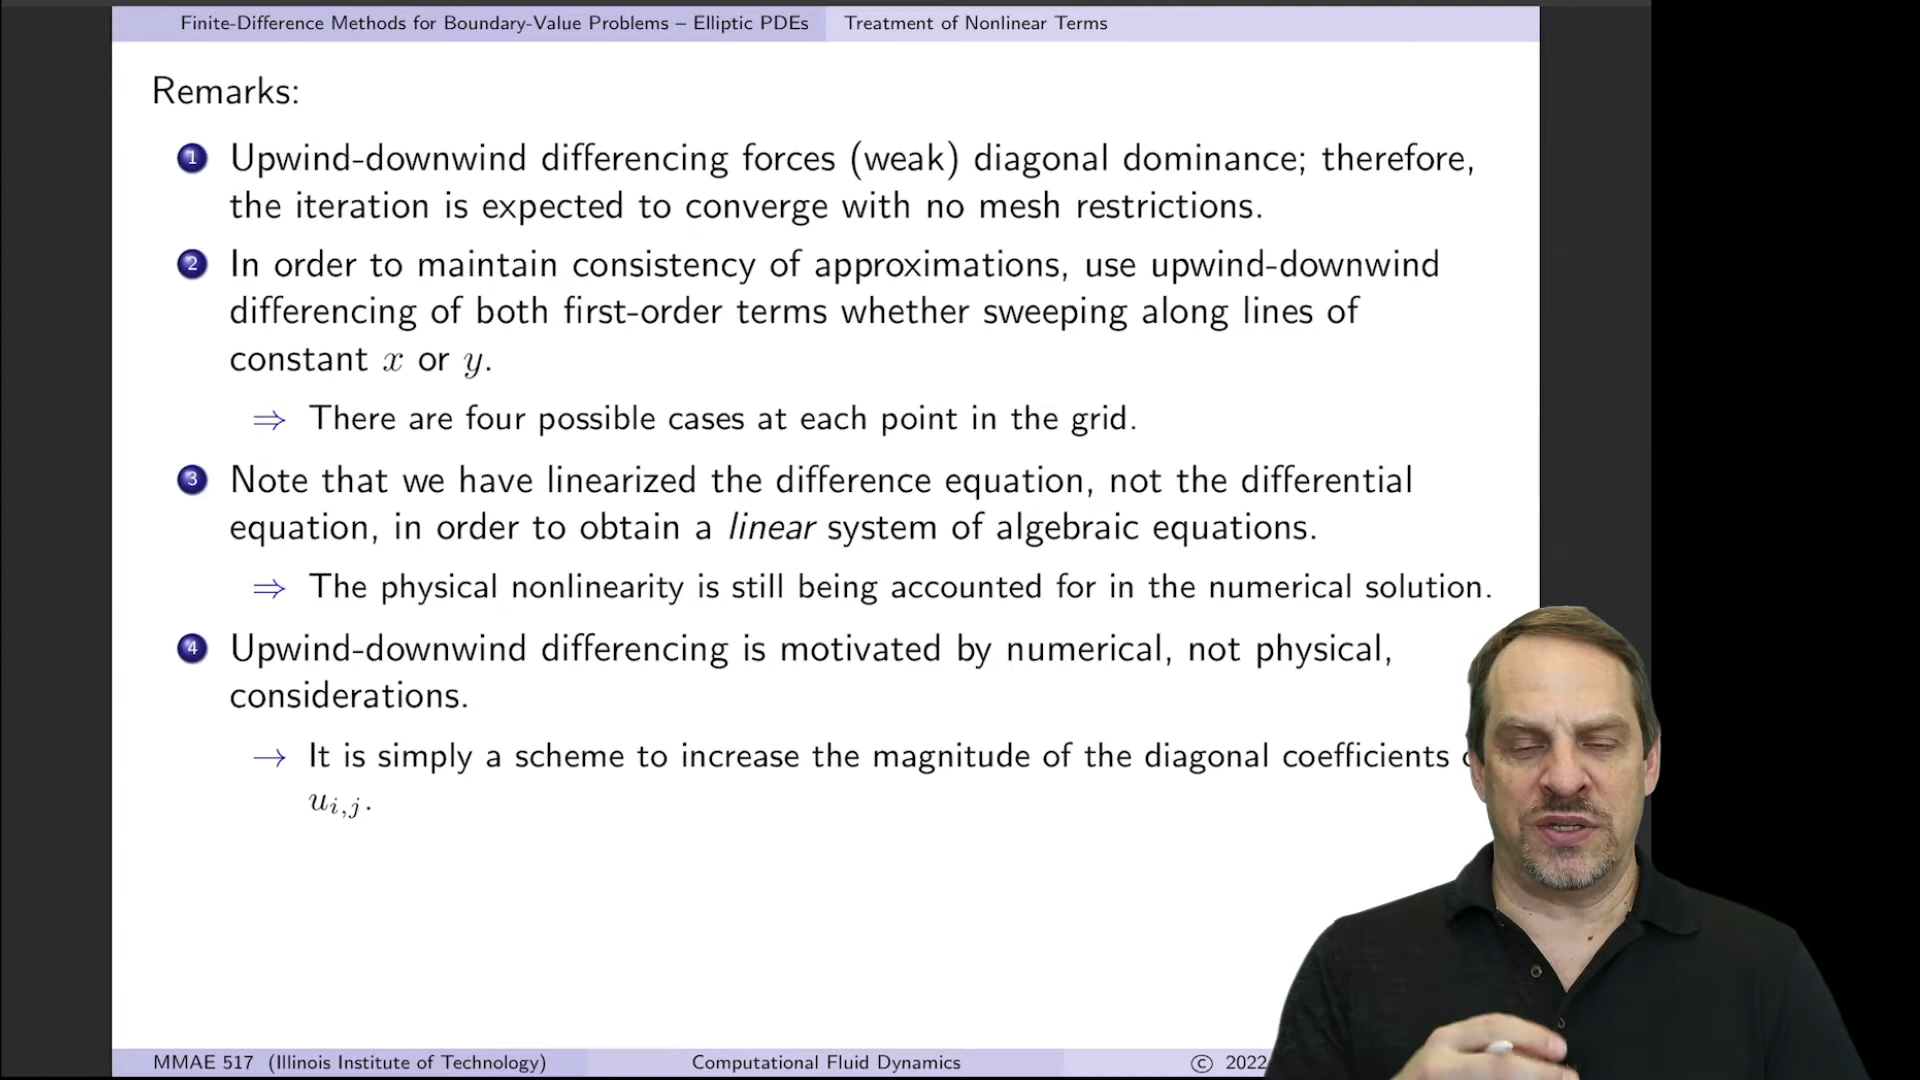 Finite-Difference Methods for Boundary-Value Problems – Elliptic PDEs Treatment of Nonlinear Terms
Remarks:
1 Upwind-downwind differencing forces (weak) diagonal dominance; therefore,
the iteration is expected to converge with no mesh restrictions.
2 In order to maintain consistency of approximations, use upwind-downwind
differencing of both first-order terms whether sweeping along lines of
constant x or y.
⇒ There are four possible cases at each point in the grid.
3 Note that we have linearized the difference equation, not the differential
equation, in order to obtain a linear system of algebraic equations.
⇒ The physical nonlinearity is still being accounted for in the numerical solution.
4 Upwind-downwind differencing is motivated by numerical, not physical,
considerations.
→ It is simply a scheme to increase the magnitude of the diagonal coefficients
u_{i,j}.
MMAE 517 (Illinois Institute of Technology) Computational Fluid Dynamics © 2022